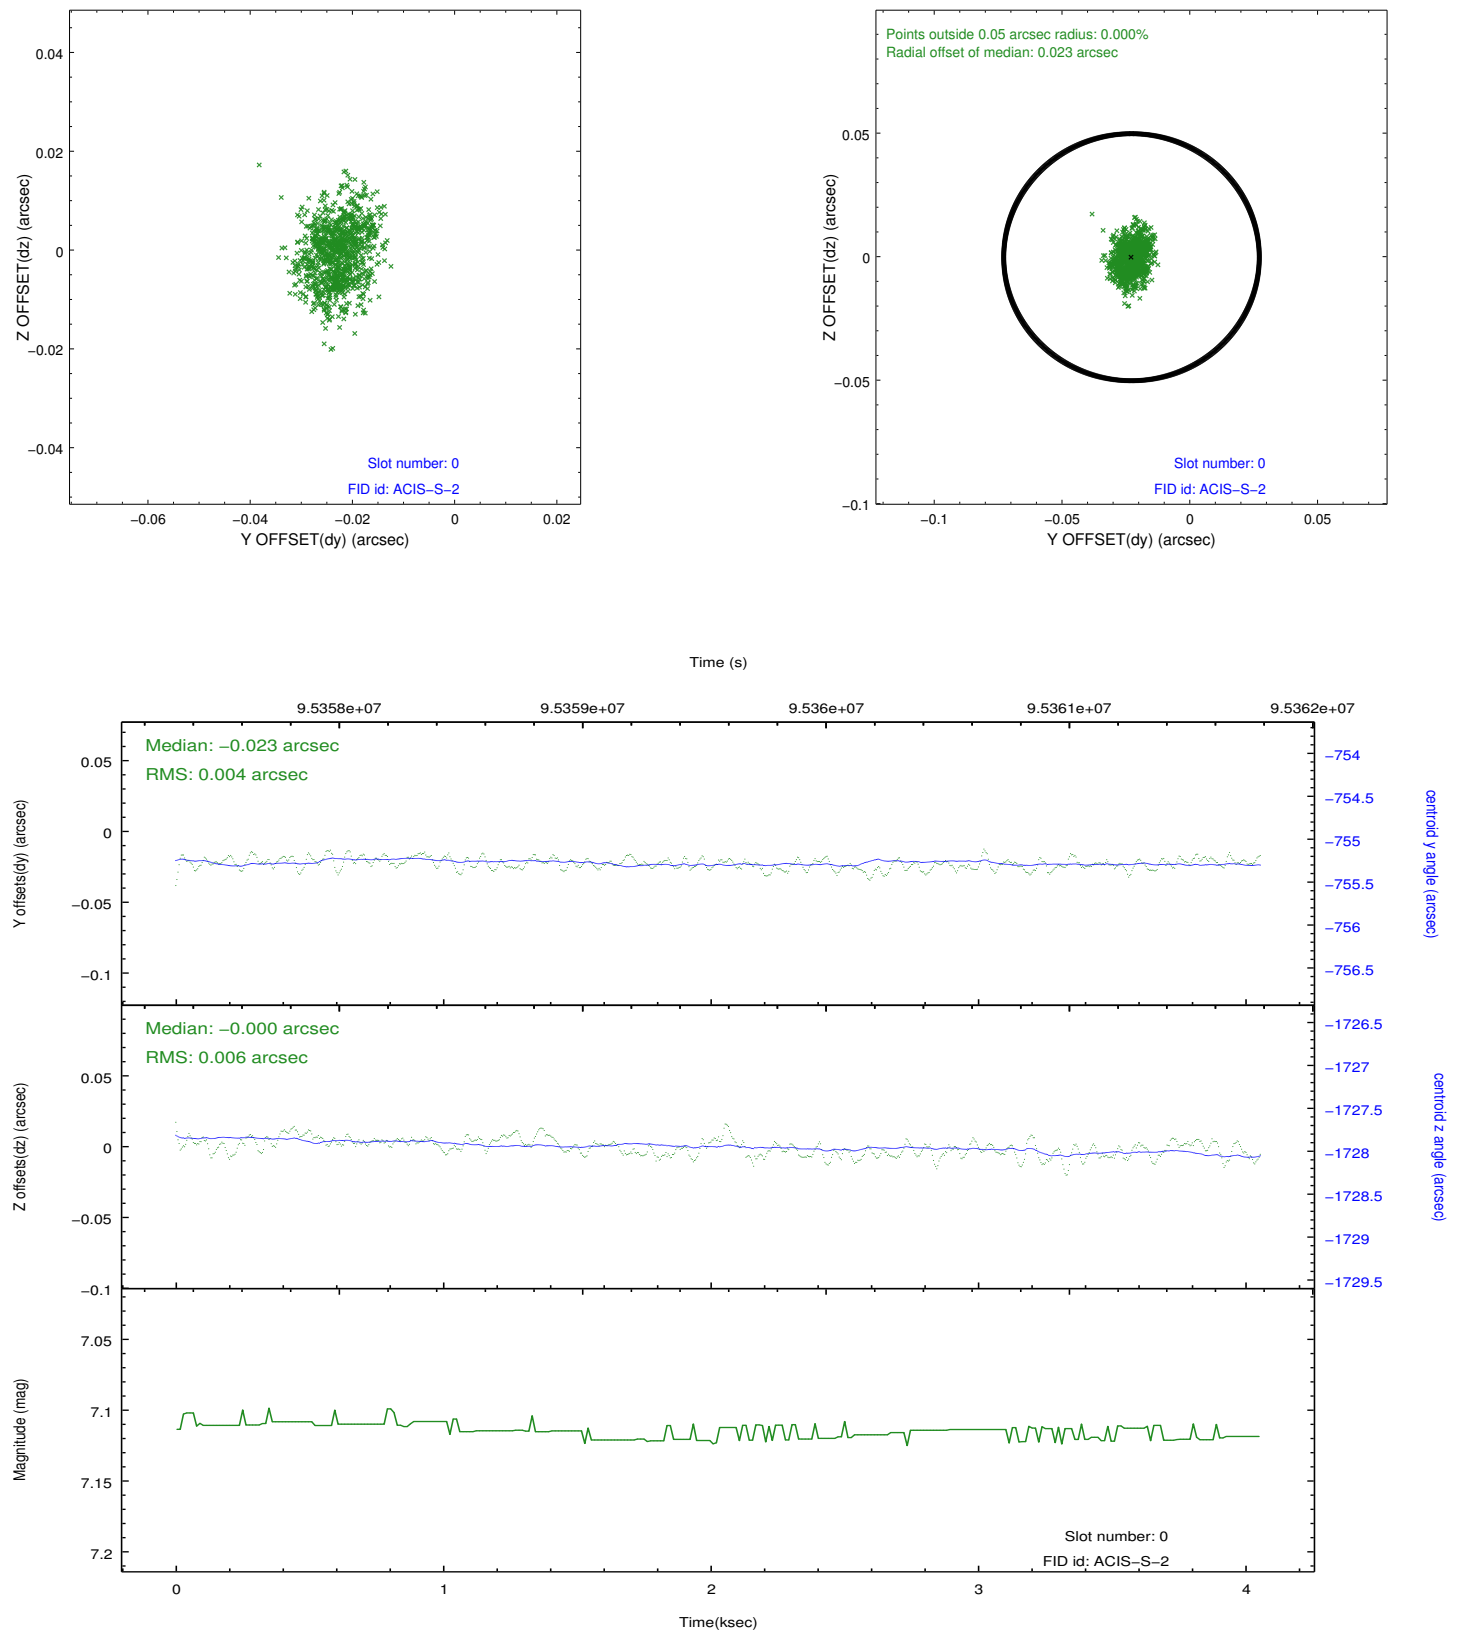 0.04
0.02
0
−0.02
−0.04
Z OFFSET(dz) (arcsec)
Slot number: 0
FID id: ACIS−S−2
−0.06
−0.04
−0.02
0
0.02
Y OFFSET(dy) (arcsec)
Points outside 0.05 arcsec radius: 0.000%
Radial offset of median: 0.023 arcsec
0.05
0
−0.05
−0.1
Z OFFSET(dz) (arcsec)
Slot number: 0
FID id: ACIS−S−2
−0.1
−0.05
0
0.05
Y OFFSET(dy) (arcsec)
Time (s)
9.5358e+07
9.5359e+07
9.536e+07
9.5361e+07
9.5362e+07
Median: −0.023 arcsec
RMS: 0.004 arcsec
0.05
0
−0.05
−0.1
Y offsets(dy) (arcsec)
−754
−754.5
−755
−755.5
−756
−756.5
centroid y angle (arcsec)
Median: −0.000 arcsec
RMS: 0.006 arcsec
0.05
0
−0.05
−0.1
Z offsets(dz) (arcsec)
−1726.5
−1727
−1727.5
−1728
−1728.5
−1729
−1729.5
centroid z angle (arcsec)
7.05
7.1
7.15
7.2
Magnitude (mag)
Slot number: 0
FID id: ACIS−S−2
0
1
2
3
4
Time(ksec)